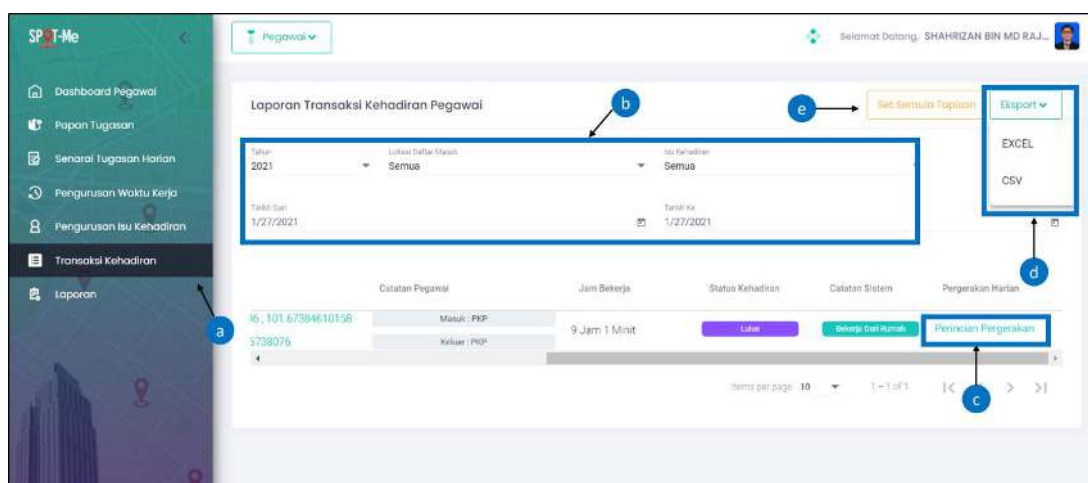 SPOT-Me
Pegawai
Selamat Datang, SHAHRIZAN BIN MD RAJ...
Dashboard Pegawai
Papan Tugasan
Senarai Tugasan Harian
Pengurusan Waktu Kerja
Pengurusan Isu Kehadiran
Transaksi Kehadiran
Laporan
a
Laporan Transaksi Kehadiran Pegawai
b
e
Set Semula Tapisan
Eksport
EXCEL
CSV
d
Tahun
2021
Lokasi Daftar Masuk
Semua
Isu Kehadiran
Semua
Tarikh Dari
1/27/2021
Tarikh Ke
1/27/2021
Catatan Pegawai
Jam Bekerja
Status Kehadiran
Catatan Sistem
Pergerakan Harian
16 , 101.67384610158
5738076
Masuk : PKP
Keluar : PKP
9 Jam 1 Minit
Lulus
Bekerja Dari Rumah
Perincian Pergerakan
Items per page 10
1 – 1 of 1
c